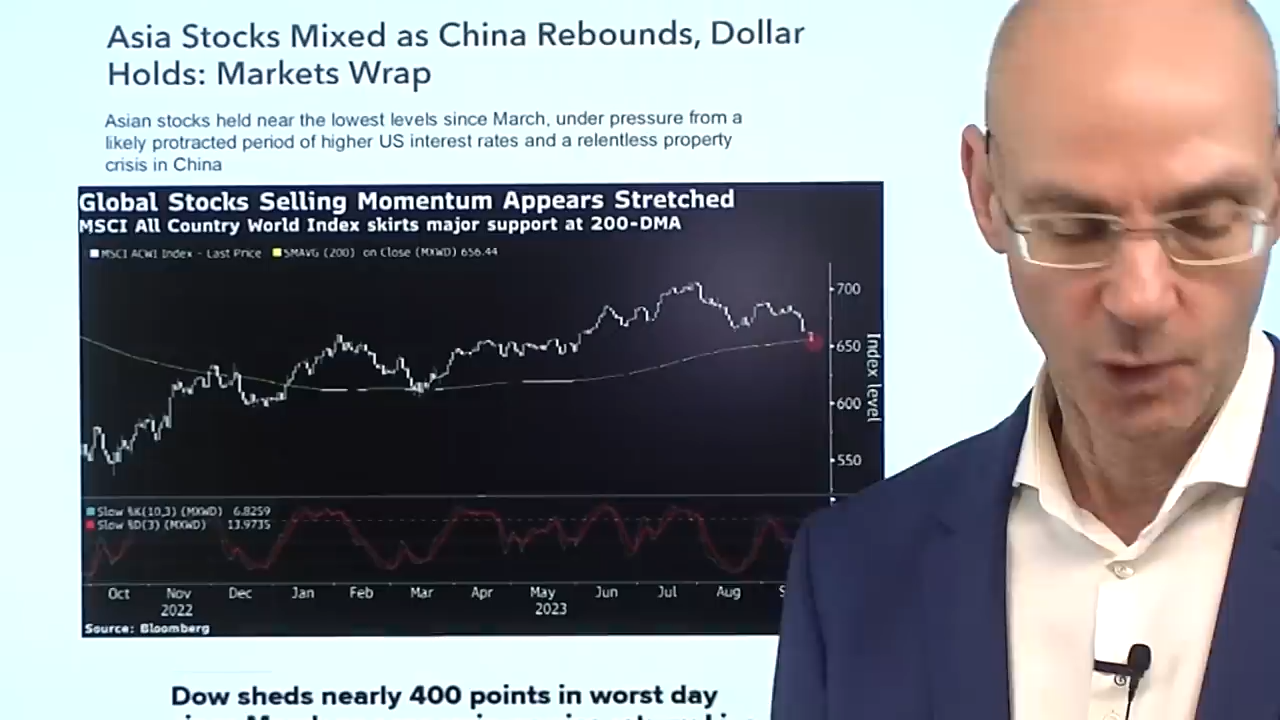 Asia Stocks Mixed as China Rebounds, Dollar
Holds: Markets Wrap
Asian stocks held near the lowest levels since March, under pressure from a
likely protracted period of higher US interest rates and a relentless property
crisis in China
Global Stocks Selling Momentum Appears Stretched
MSCI All Country World Index skirts major support at 200-DMA
MSCI ACWI Index - Last Price SMAVG (200) on Close (MXWD) 656.44
700
650
600
550
Index level
Slow %K(10,3) (MXWD) 6.8259
Slow %D(3) (MXWD) 13.9735
Oct Nov Dec Jan Feb Mar Apr May Jun Jul Aug
2022 2023
Source: Bloomberg
Dow sheds nearly 400 points in worst day